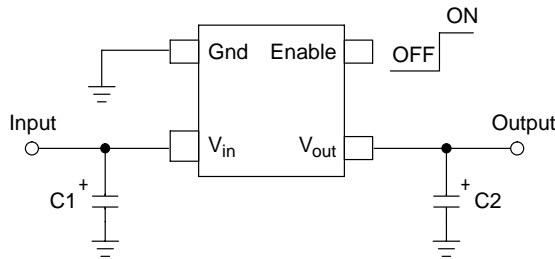 ON
OFF
Gnd Enable
Input
Vin Vout
Output
C1 +
+ C2